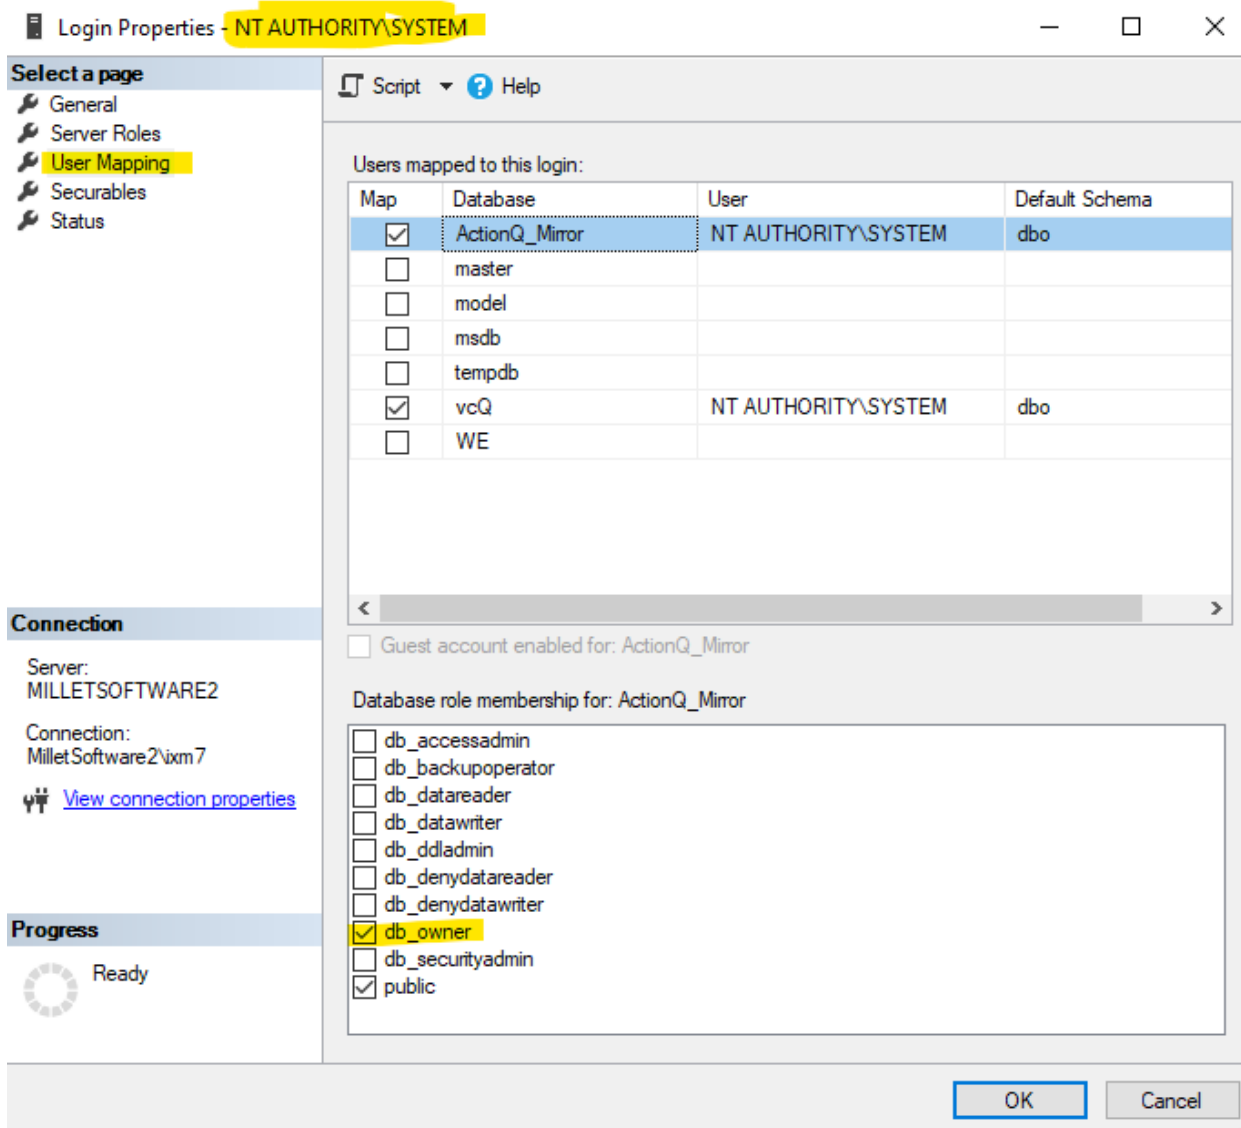 Login Properties - NT AUTHORITY\SYSTEM
Select a page
General
Server Roles
User Mapping
Securables
Status
Script
Help
Users mapped to this login:
Map Database User Default Schema
ActionQ_Mirror NT AUTHORITY\SYSTEM dbo
master
model
msdb
tempdb
vcQ NT AUTHORITY\SYSTEM dbo
WE
Guest account enabled for: ActionQ_Mirror
Database role membership for: ActionQ_Mirror
db_accessadmin
db_backupoperator
db_datareader
db_datawriter
db_ddladmin
db_denydatareader
db_denydatawriter
db_owner
db_securityadmin
public
Connection
Server:
MILLETSOFTWARE2
Connection:
MilletSoftware2\ixm7
View connection properties
Progress
Ready
OK
Cancel